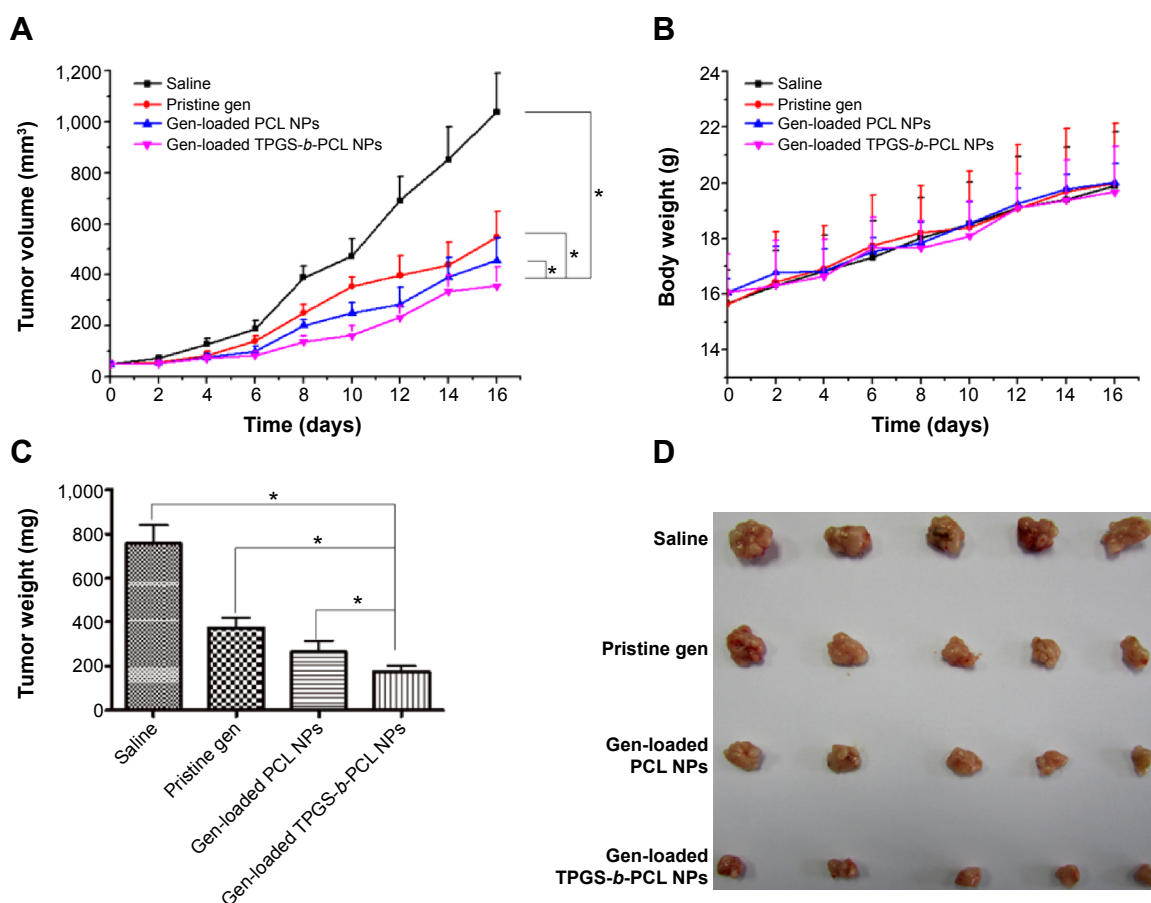 A
Tumor volume (mm³)
1,200
1,000
800
600
400
200
0
Saline
Pristine gen
Gen-loaded PCL NPs
Gen-loaded TPGS-b-PCL NPs
*
*
*
0 2 4 6 8 10 12 14 16
Time (days)
B
Body weight (g)
24
22
20
18
16
14
Saline
Pristine gen
Gen-loaded PCL NPs
Gen-loaded TPGS-b-PCL NPs
0 2 4 6 8 10 12 14 16
Time (days)
C
Tumor weight (mg)
1,000
800
600
400
200
0
*
*
*
Saline
Pristine gen
Gen-loaded PCL NPs
Gen-loaded TPGS-b-PCL NPs
D
Saline
Pristine gen
Gen-loaded
PCL NPs
Gen-loaded
TPGS-b-PCL NPs